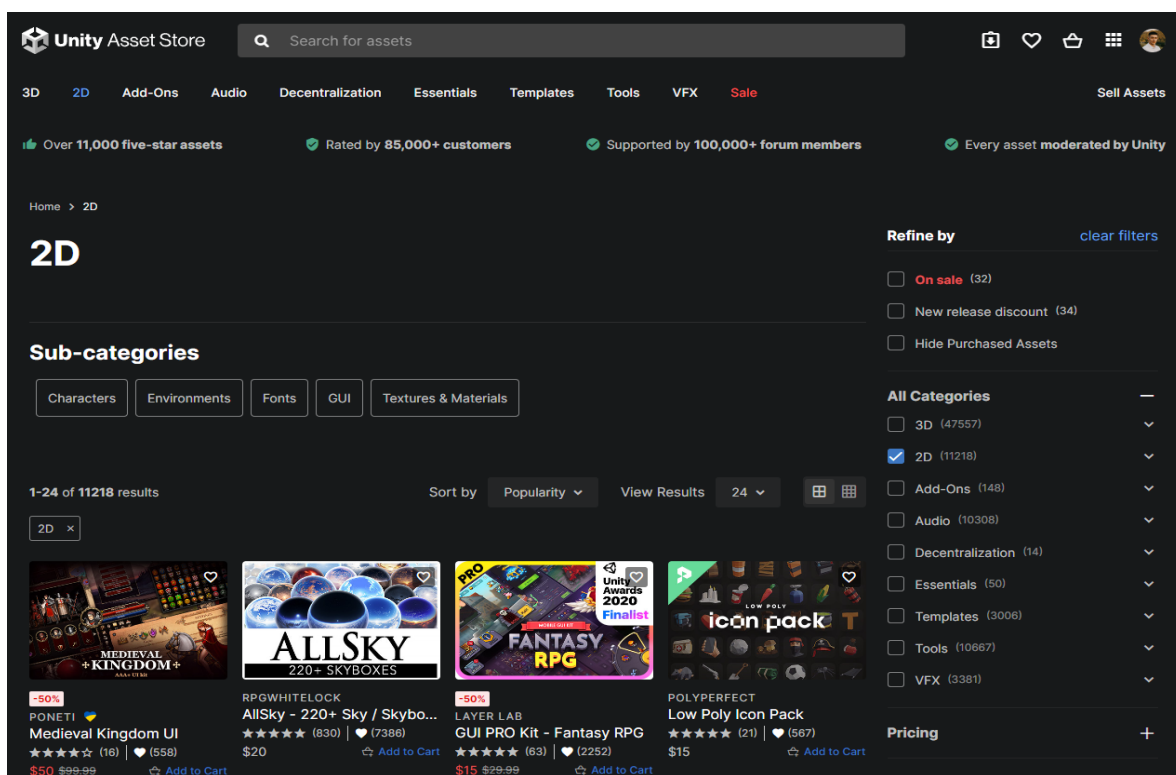 Unity Asset Store
Search for assets
3D 2D Add-Ons Audio Decentralization Essentials Templates Tools VFX Sale Sell Assets
Over 11,000 five-star assets Rated by 85,000+ customers Supported by 100,000+ forum members Every asset moderated by Unity
Home > 2D
2D
Sub-categories
Characters Environments Fonts GUI Textures & Materials
1-24 of 11218 results Sort by Popularity View Results 24
2D ×
MEDIEVAL
KINGDOM
AAA+ UI kit
-50%
PONETI
Medieval Kingdom UI
(16) (558)
$50 $99.99 Add to Cart
ALLSKY
220+ SKYBOXES
RPGWHITELOCK
AllSky - 220+ Sky / Skybo...
(830) (7386)
$20 Add to Cart
PRO
Unity
Awards
2020
Finalist
MOBILE GUI KIT
FANTASY
RPG
-50%
LAYER LAB
GUI PRO Kit - Fantasy RPG
(63) (2252)
$15 $29.99 Add to Cart
LOW POLY
icon pack
POLYPERFECT
Low Poly Icon Pack
(21) (567)
$15 Add to Cart
Refine by clear filters
On sale (32)
New release discount (34)
Hide Purchased Assets
All Categories
3D (47557)
2D (11218)
Add-Ons (148)
Audio (10308)
Decentralization (14)
Essentials (50)
Templates (3006)
Tools (10667)
VFX (3381)
Pricing +